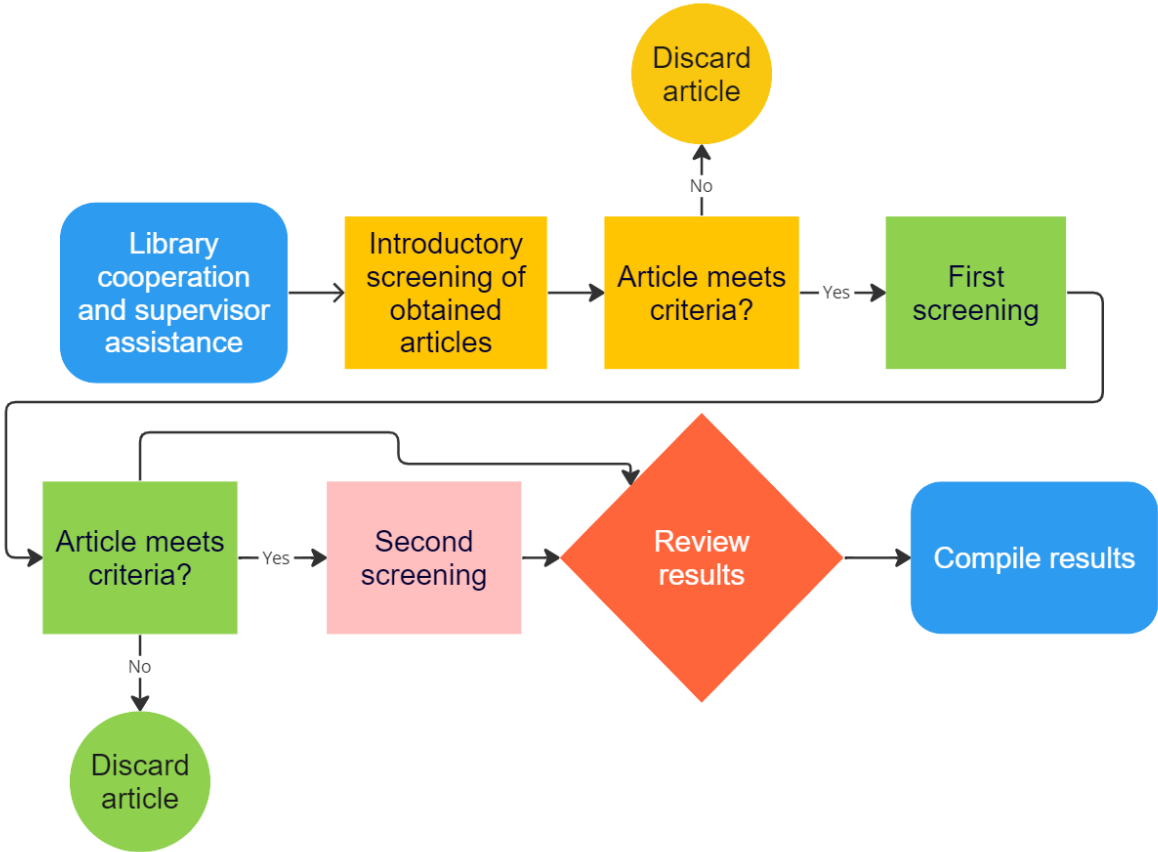 Discard
article
No
Library
cooperation
and supervisor
assistance
Introductory
screening of
obtained
articles
Article meets
criteria?
Yes
First
screening
Article meets
criteria?
Yes
Second
screening
Review
results
Compile results
No
Discard
article